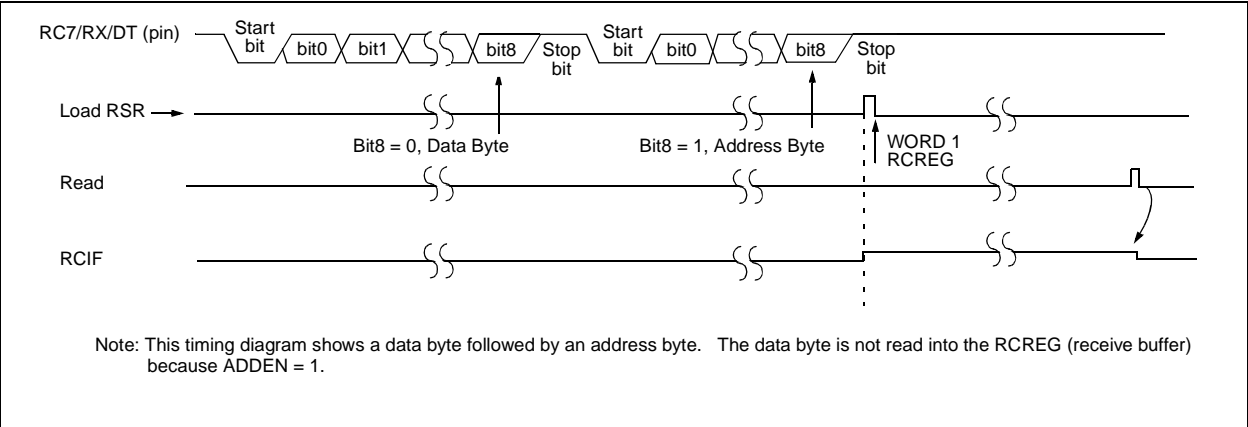 RC7/RX/DT (pin)
Start bit
bit0
bit1
bit8
Stop bit
Start bit
bit0
bit8
Stop bit
Load RSR
Bit8 = 0, Data Byte
Bit8 = 1, Address Byte
WORD 1
RCREG
Read
RCIF
Note: This timing diagram shows a data byte followed by an address byte. The data byte is not read into the RCREG (receive buffer)
because ADDEN = 1.